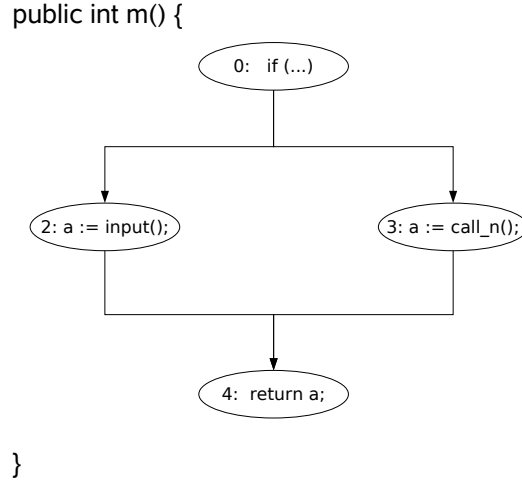 public int m() {
0: if (...)
2: a := input();
3: a := call_n();
4: return a;
}